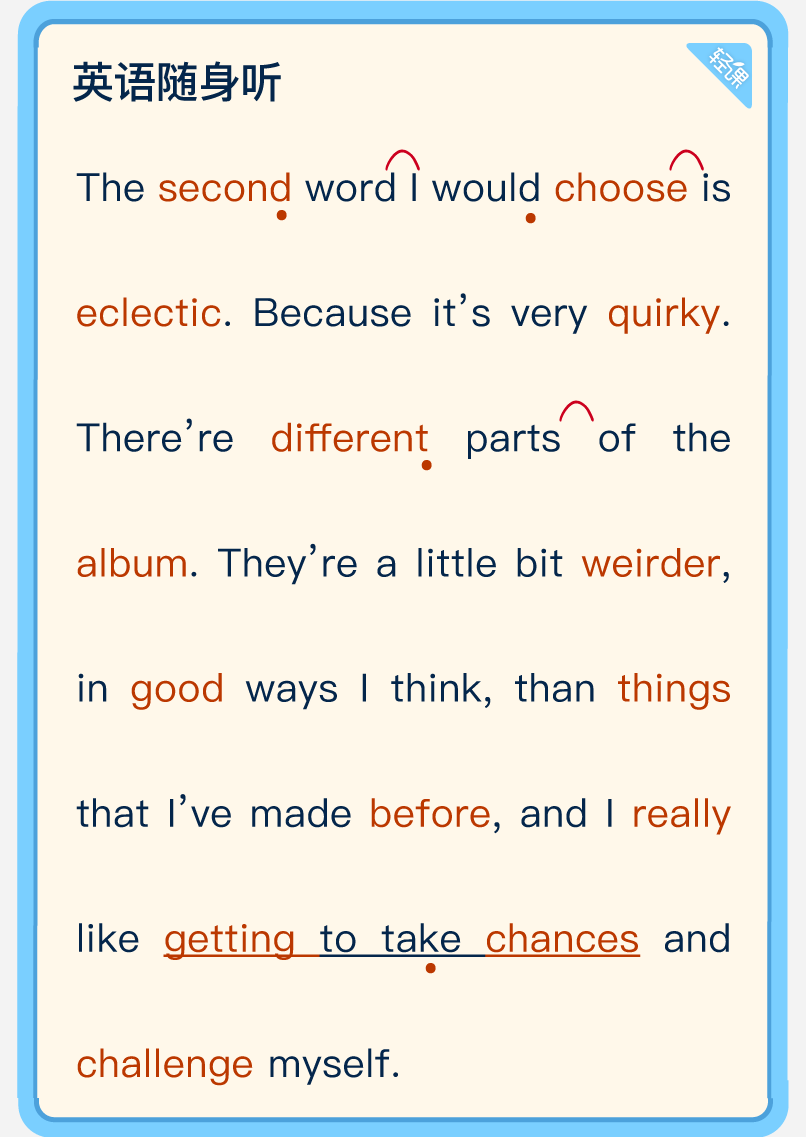 英语随身听
轻课
The second word I would choose is
eclectic. Because it’s very quirky.
There’re different parts of the
album. They’re a little bit weirder,
in good ways I think, than things
that I’ve made before, and I really
like getting to take chances and
challenge myself.